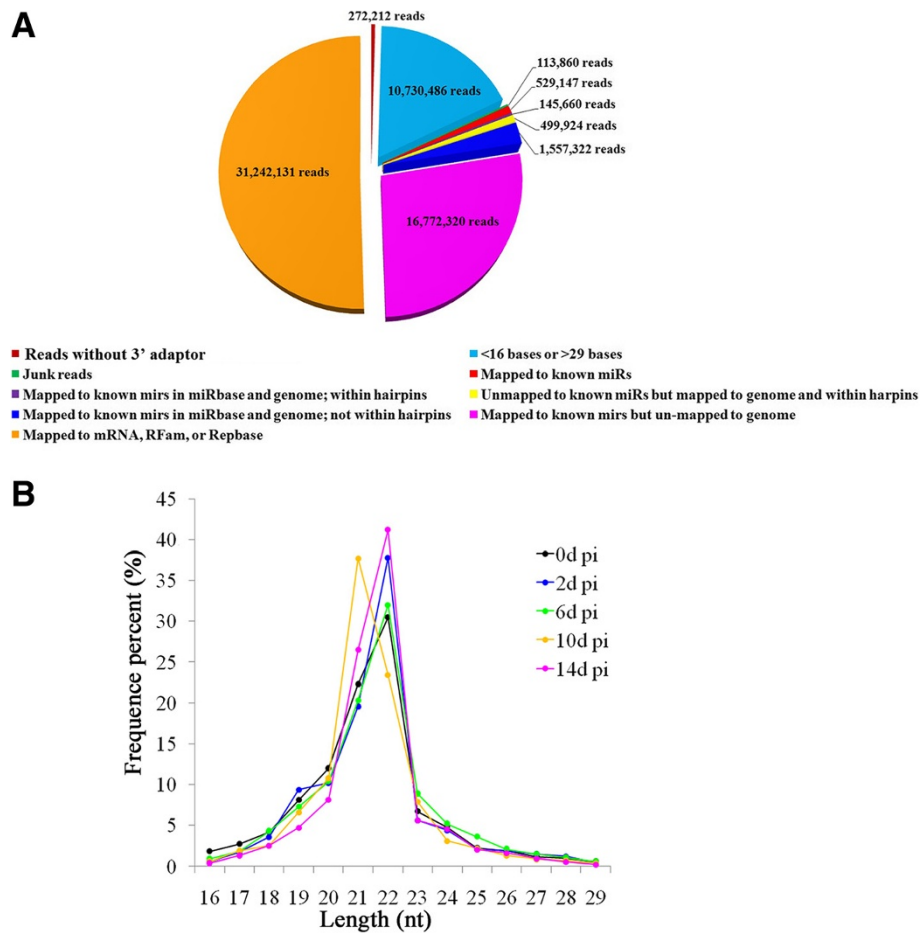 A
272,212 reads
10,730,486 reads
113,860 reads
529,147 reads
145,660 reads
499,924 reads
1,557,322 reads
31,242,131 reads
16,772,320 reads
Reads without 3’ adaptor
<16 bases or >29 bases
Junk reads
Mapped to known miRs
Mapped to known mirs in miRbase and genome; within hairpins
Unmapped to known miRs but mapped to genome and within harpins
Mapped to known mirs in miRbase and genome; not within hairpins
Mapped to known mirs but un-mapped to genome
Mapped to mRNA, RFam, or Repbase
B
Frequence percent (%)
45
40
35
30
25
20
15
10
5
0
0d pi
2d pi
6d pi
10d pi
14d pi
16 17 18 19 20 21 22 23 24 25 26 27 28 29
Length (nt)